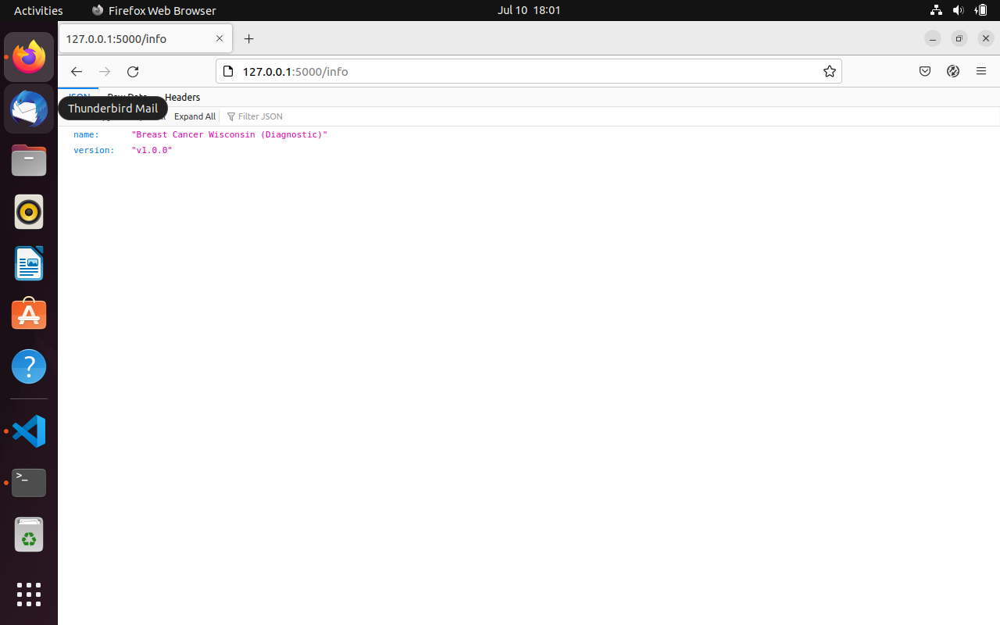 Activities
Firefox Web Browser
Jul 10 18:01
127.0.0.1:5000/info
127.0.0.1:5000/info
JSON
Raw Data
Headers
Thunderbird Mail
Expand All
Filter JSON
name: "Breast Cancer Wisconsin (Diagnostic)"
version: "v1.0.0"